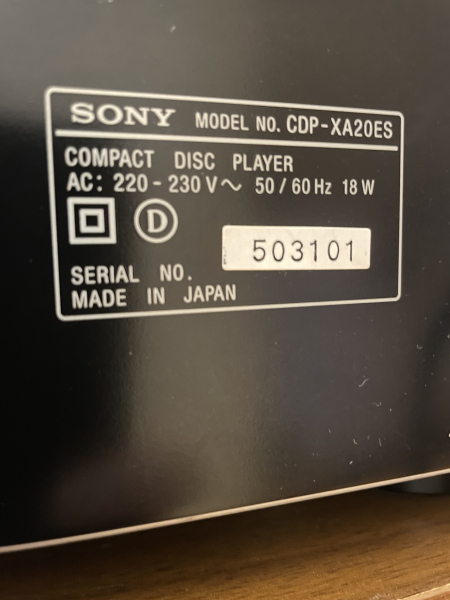 SONY MODEL NO. CDP-XA20ES
COMPACT DISC PLAYER
AC: 220-230 V~ 50/60 Hz 18 W
D
503101
SERIAL NO.
MADE IN JAPAN